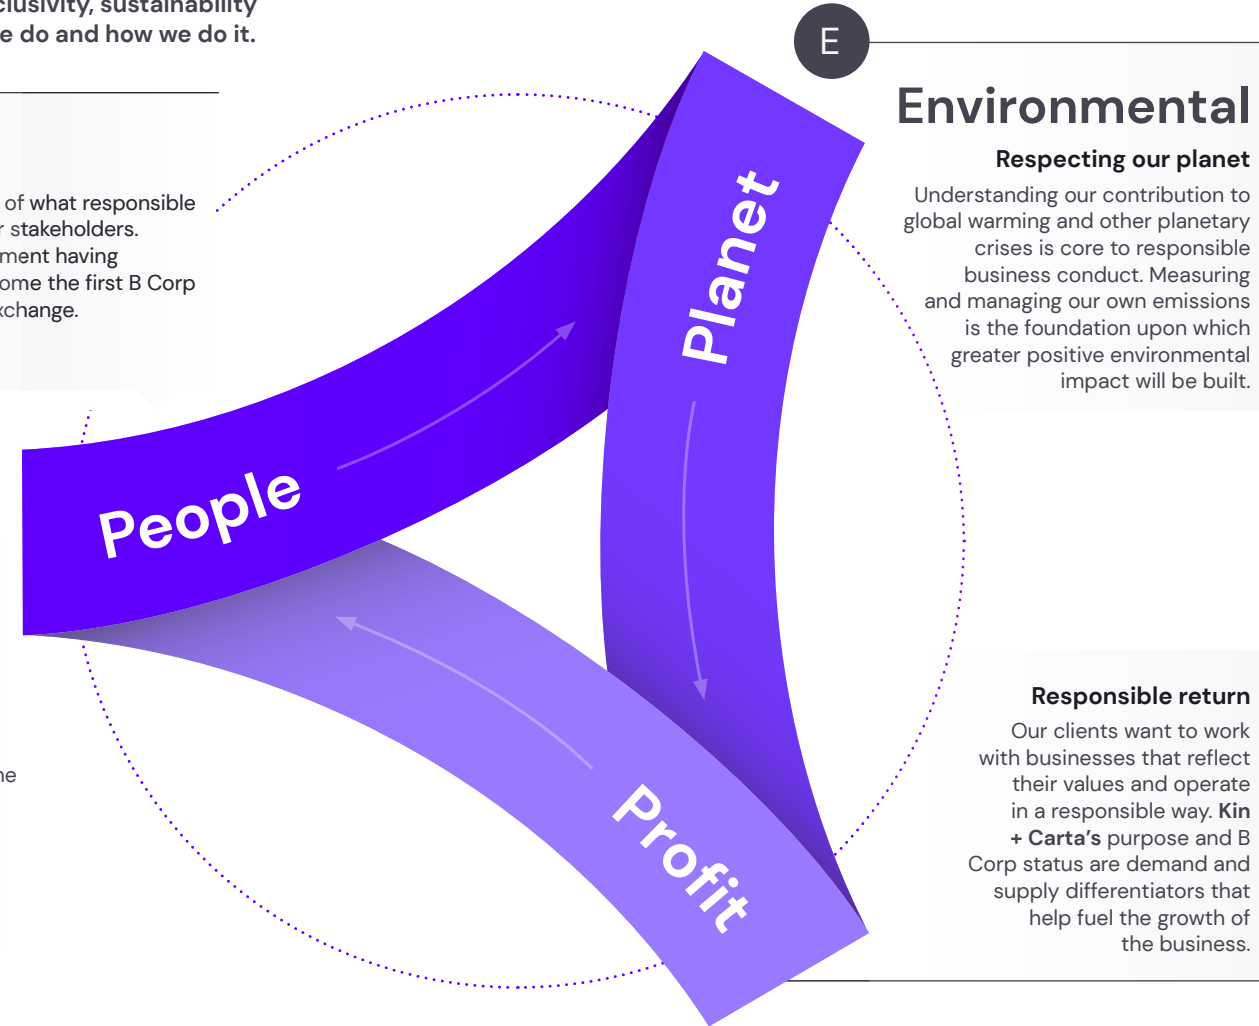 clusivity, sustainability
e do and how we do it.
of what responsible
r stakeholders.
ment having
ome the first B Corp
xchange.
E
Environmental
Respecting our planet
Understanding our contribution to
global warming and other planetary
crises is core to responsible
business conduct. Measuring
and managing our own emissions
is the foundation upon which
greater positive environmental
impact will be built.
Planet
People
Profit
ne
Responsible return
Our clients want to work
with businesses that reflect
their values and operate
in a responsible way. Kin
+ Carta’s purpose and B
Corp status are demand and
supply differentiators that
help fuel the growth of
the business.